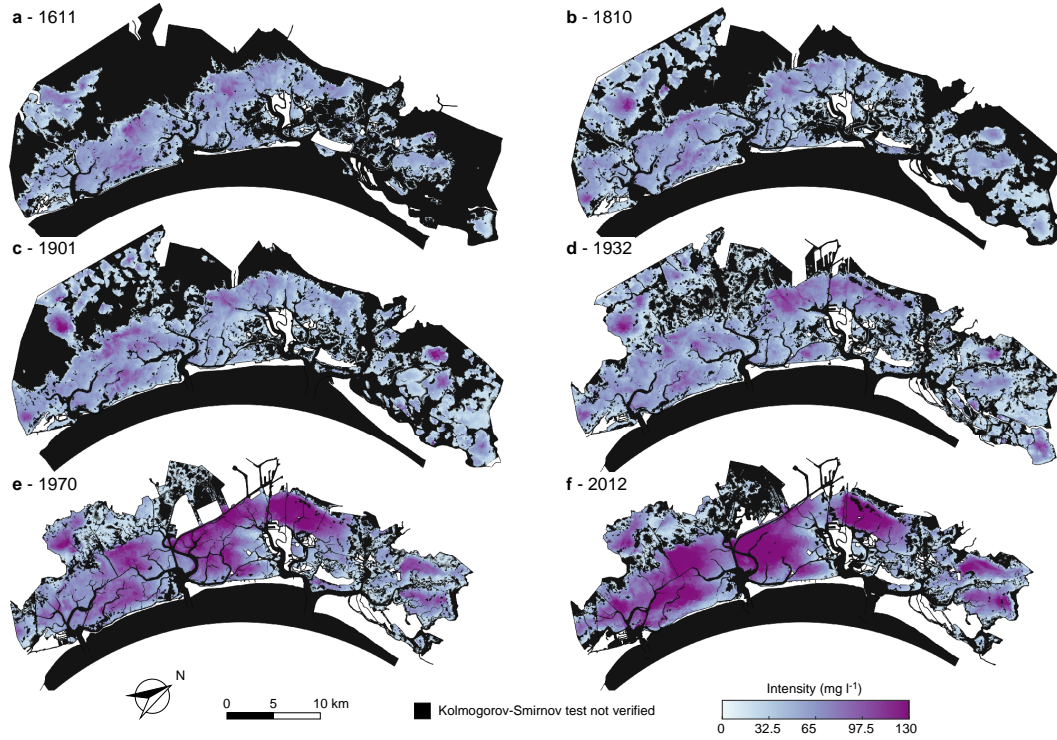 a - 1611
b - 1810
c - 1901
d - 1932
e - 1970
f - 2012
N
0 5 10 km
Kolmogorov-Smirnov test not verified
Intensity (mg l-1)
0 32.5 65 97.5 130